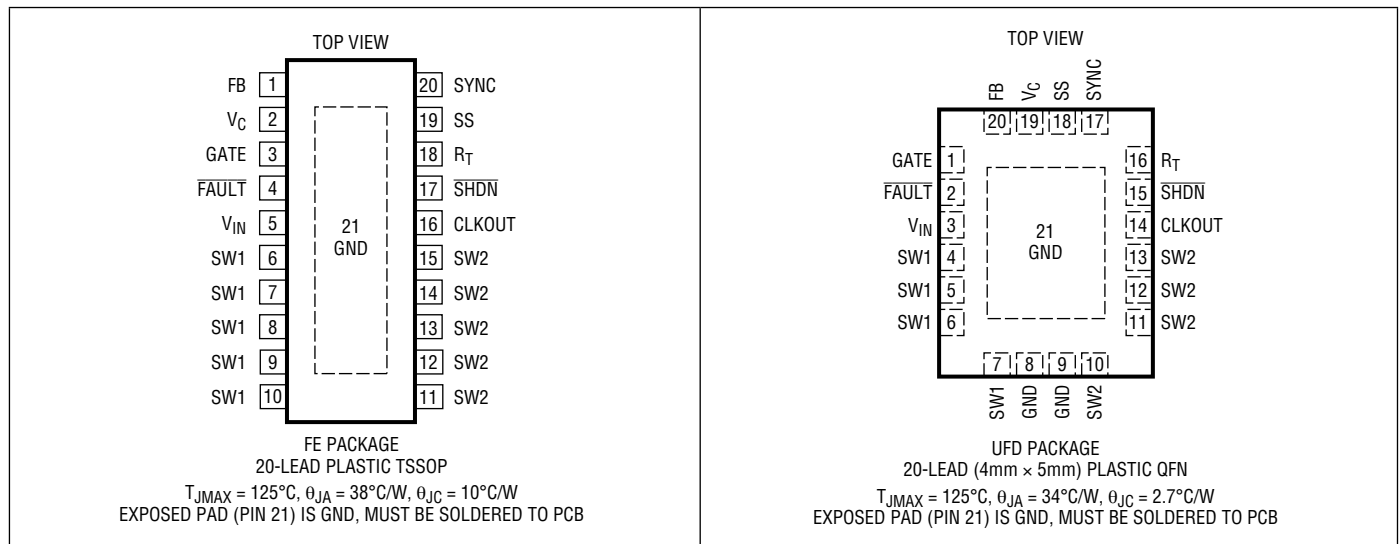 TOP VIEW
FB 1
VC 2
GATE 3
FAULT 4
VIN 5
SW1 6
SW1 7
SW1 8
SW1 9
SW1 10
21
GND
20 SYNC
19 SS
18 RT
17 SHDN
16 CLKOUT
15 SW2
14 SW2
13 SW2
12 SW2
11 SW2
FE PACKAGE
20-LEAD PLASTIC TSSOP
TJMAX = 125°C, θJA = 38°C/W, θJC = 10°C/W
EXPOSED PAD (PIN 21) IS GND, MUST BE SOLDERED TO PCB
TOP VIEW
FB VC SS SYNC
20 19 18 17
GATE 1
FAULT 2
VIN 3
SW1 4
SW1 5
SW1 6
21
GND
16 RT
15 SHDN
14 CLKOUT
13 SW2
12 SW2
11 SW2
7 8 9 10
SW1 GND GND SW2
UFD PACKAGE
20-LEAD (4mm × 5mm) PLASTIC QFN
TJMAX = 125°C, θJA = 34°C/W, θJC = 2.7°C/W
EXPOSED PAD (PIN 21) IS GND, MUST BE SOLDERED TO PCB